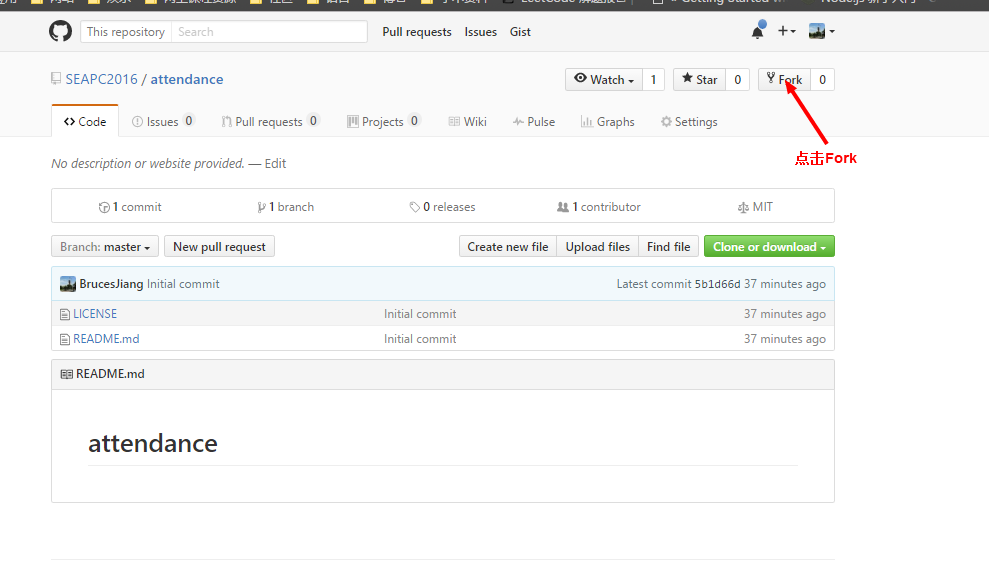 This repository Search Pull requests Issues Gist
SEAPC2016 / attendance Watch 1 Star 0 Fork 0
Code Issues 0 Pull requests 0 Projects 0 Wiki Pulse Graphs Settings
点击Fork
No description or website provided. — Edit
1 commit 1 branch 0 releases 1 contributor MIT
Branch: master New pull request Create new file Upload files Find file Clone or download
BrucesJiang Initial commit Latest commit 5b1d66d 37 minutes ago
LICENSE Initial commit 37 minutes ago
README.md Initial commit 37 minutes ago
README.md
attendance